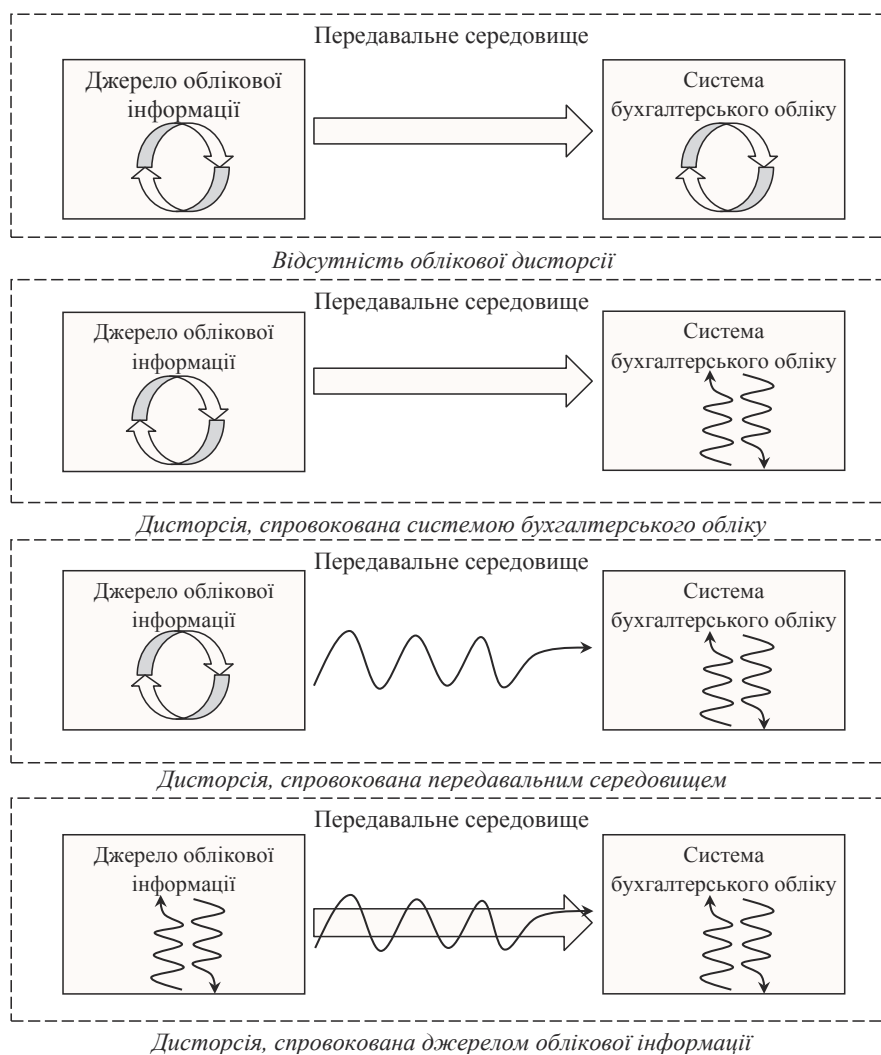 Передавальне середовище
Джерело облікової
інформації
Система
бухгалтерського обліку
Відсутність облікової дисторсії
Передавальне середовище
Джерело облікової
інформації
Система
бухгалтерського обліку
Дисторсія, спровокована системою бухгалтерського обліку
Передавальне середовище
Джерело облікової
інформації
Система
бухгалтерського обліку
Дисторсія, спровокована передавальним середовищем
Передавальне середовище
Джерело облікової
інформації
Система
бухгалтерського обліку
Дисторсія, спровокована джерелом облікової інформації